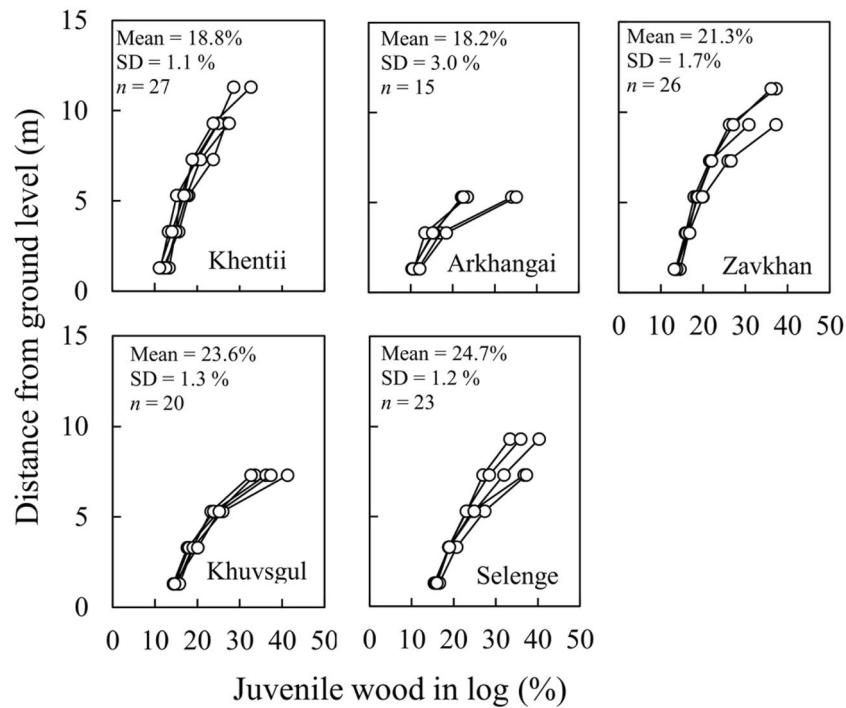 15
Mean = 18.8%
SD = 1.1 %
n = 27
10
5
0
Khentii
Mean = 18.2%
SD = 3.0 %
n = 15
Arkhangai
Mean = 21.3%
SD = 1.7%
n = 26
Zavkhan
0 10 20 30 40 50
Distance from ground level (m)
15
Mean = 23.6%
SD = 1.3 %
n = 20
10
5
0
Khuvsgul
0 10 20 30 40 50
Mean = 24.7%
SD = 1.2 %
n = 23
Selenge
0 10 20 30 40 50
Juvenile wood in log (%)